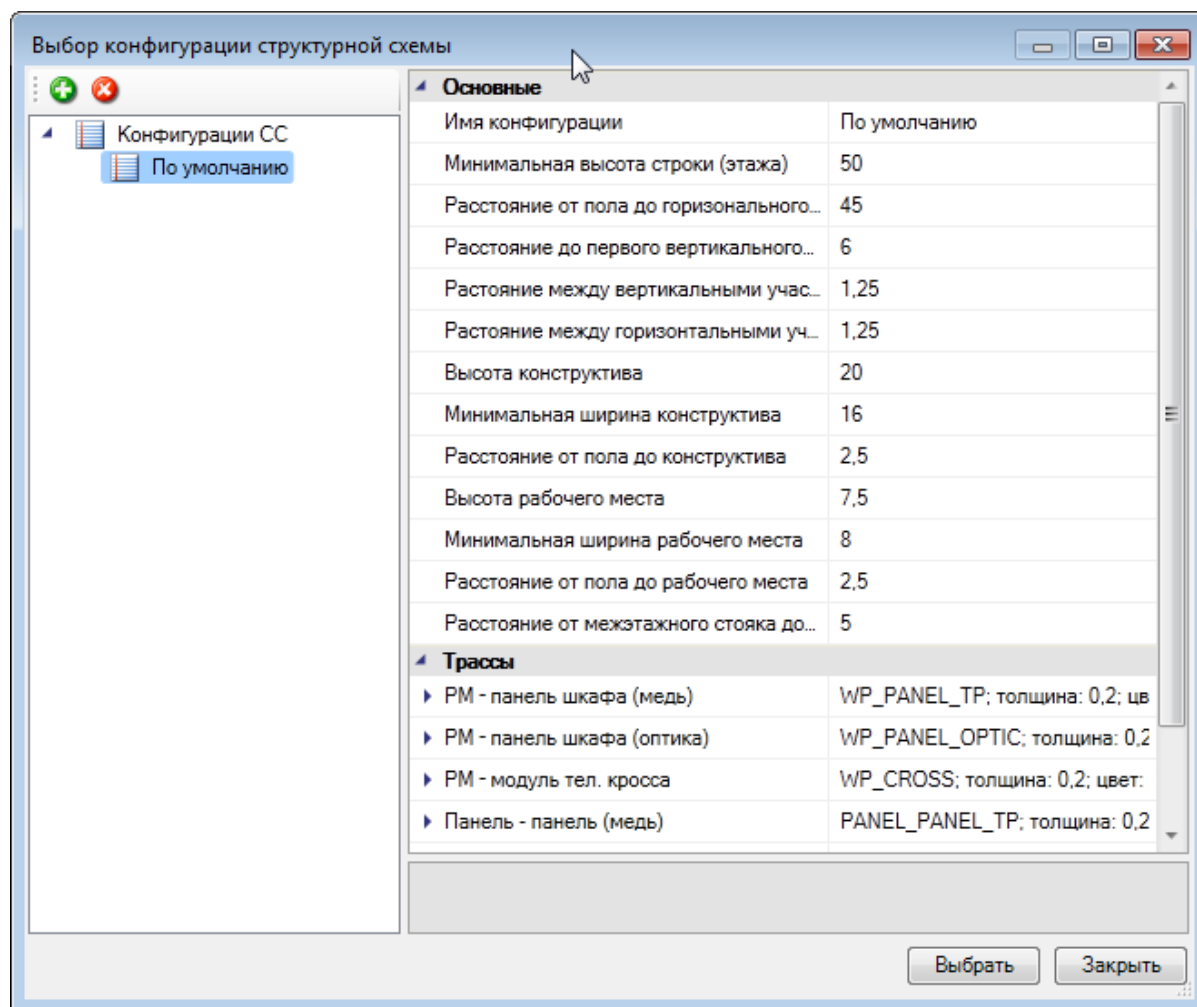 Выбор конфигурации структурной схемы
Конфигурации СС
По умолчанию
Основные
Имя конфигурации По умолчанию
Минимальная высота строки (этажа) 50
Расстояние от пола до горизонального... 45
Расстояние до первого вертикального... 6
Растояние между вертикальными учас... 1,25
Растояние между горизонтальными уч... 1,25
Высота конструктива 20
Минимальная ширина конструктива 16
Расстояние от пола до конструктива 2,5
Высота рабочего места 7,5
Минимальная ширина рабочего места 8
Расстояние от пола до рабочего места 2,5
Расстояние от межэтажного стояка до... 5
Трассы
РМ - панель шкафа (медь) WP_PANEL_TP; толщина: 0,2; цв
РМ - панель шкафа (оптика) WP_PANEL_OPTIC; толщина: 0,2
РМ - модуль тел. кросса WP_CROSS; толщина: 0,2; цвет:
Панель - панель (медь) PANEL_PANEL_TP; толщина: 0,2
Выбрать Закрыть